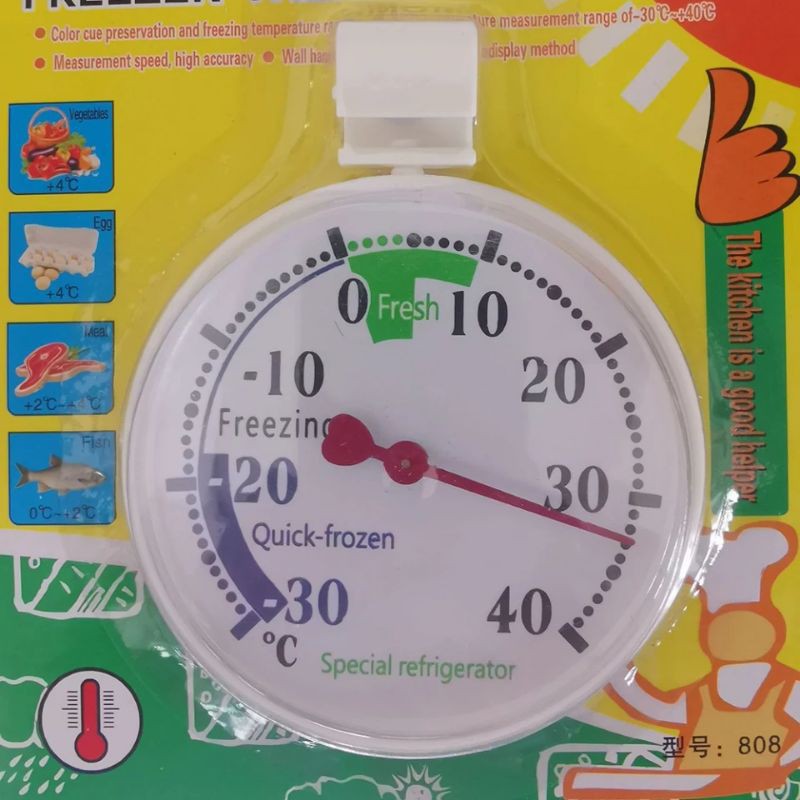 Color cue preservation and freezing temperature
measurement range of-30℃~+40℃
Measurement speed, high accuracy
Wall
display method
Vegetables
+4℃
Egg
+4℃
Meat
+2℃~-4℃
Fish
0℃~+2℃
The kitchen is a good helper
0 Fresh 10
-10 20
Freezing
-20 30
Quick-frozen
-30 40
℃
Special refrigerator
型号：808